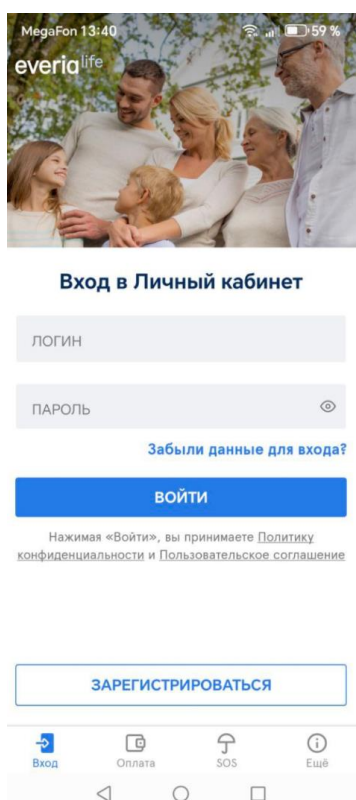 MegaFon 13:40 59 %
everia life
Вход в Личный кабинет
ЛОГИН
ПАРОЛЬ
Забыли данные для входа?
ВОЙТИ
Нажимая «Войти», вы принимаете Политику
конфиденциальности и Пользовательское соглашение
ЗАРЕГИСТРИРОВАТЬСЯ
Вход Оплата SOS Ещё